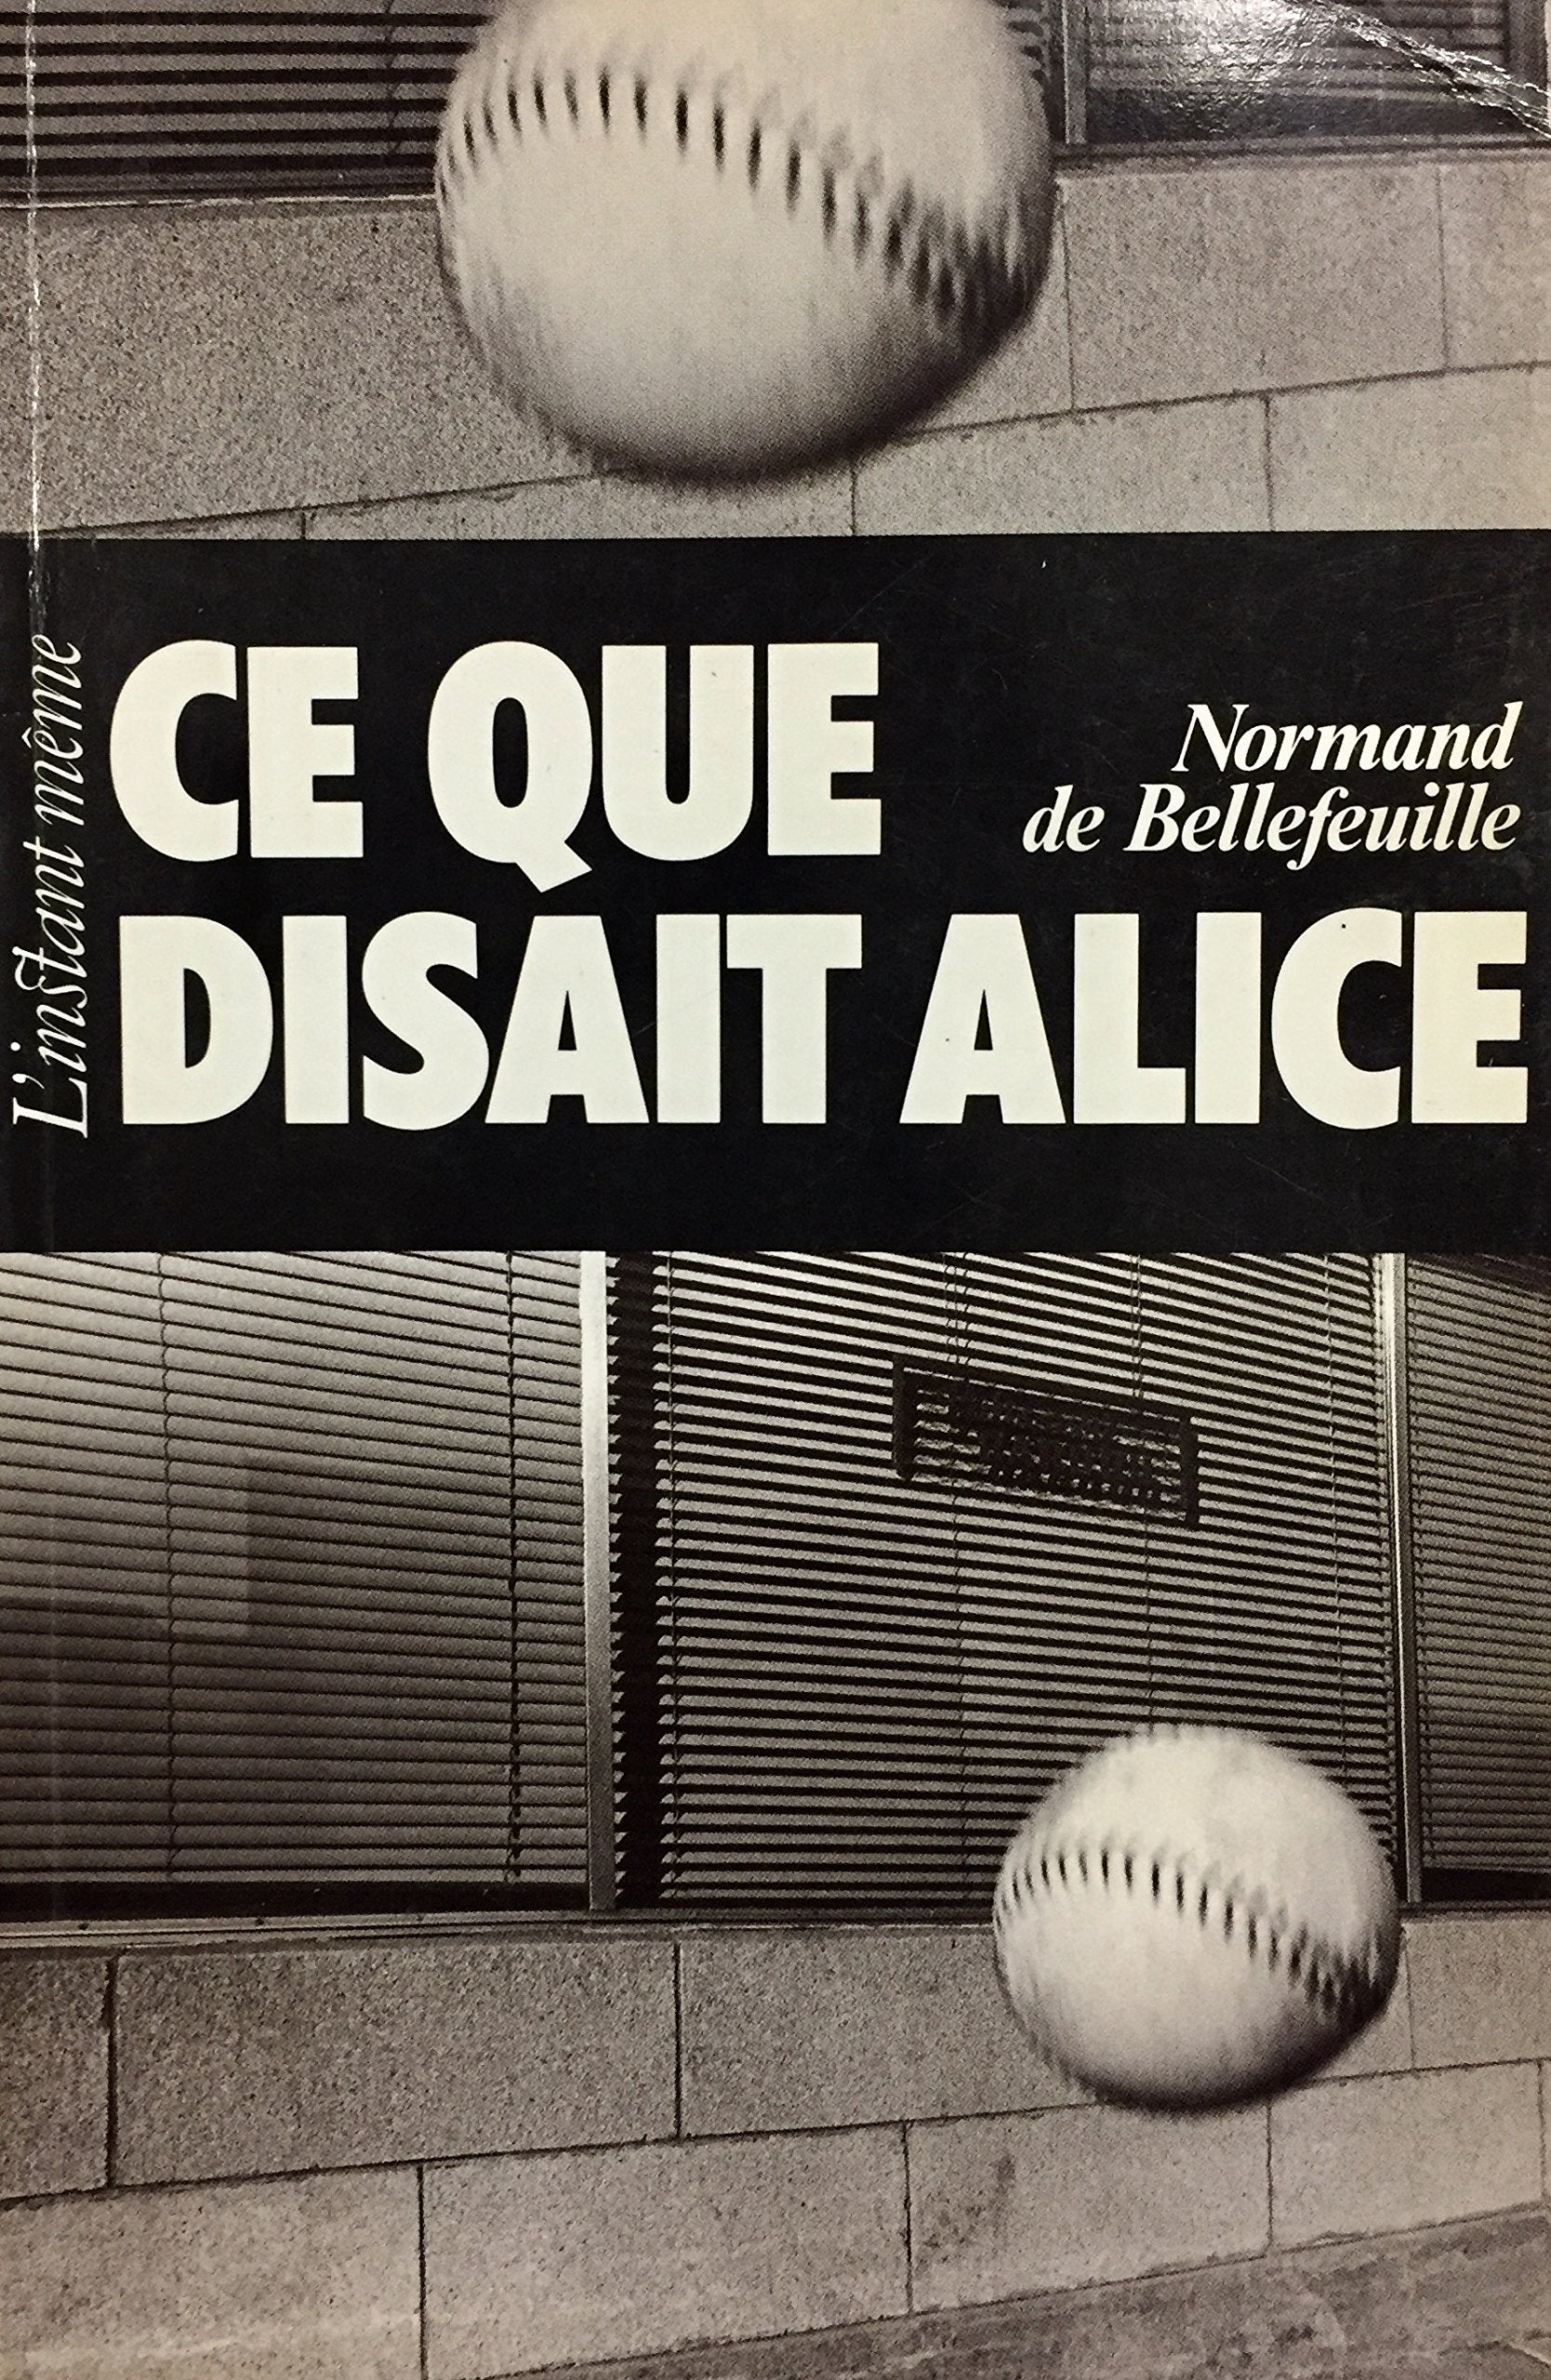 L'instant même
CE QUE
Normand
de Bellefeuille
DISAIT ALICE